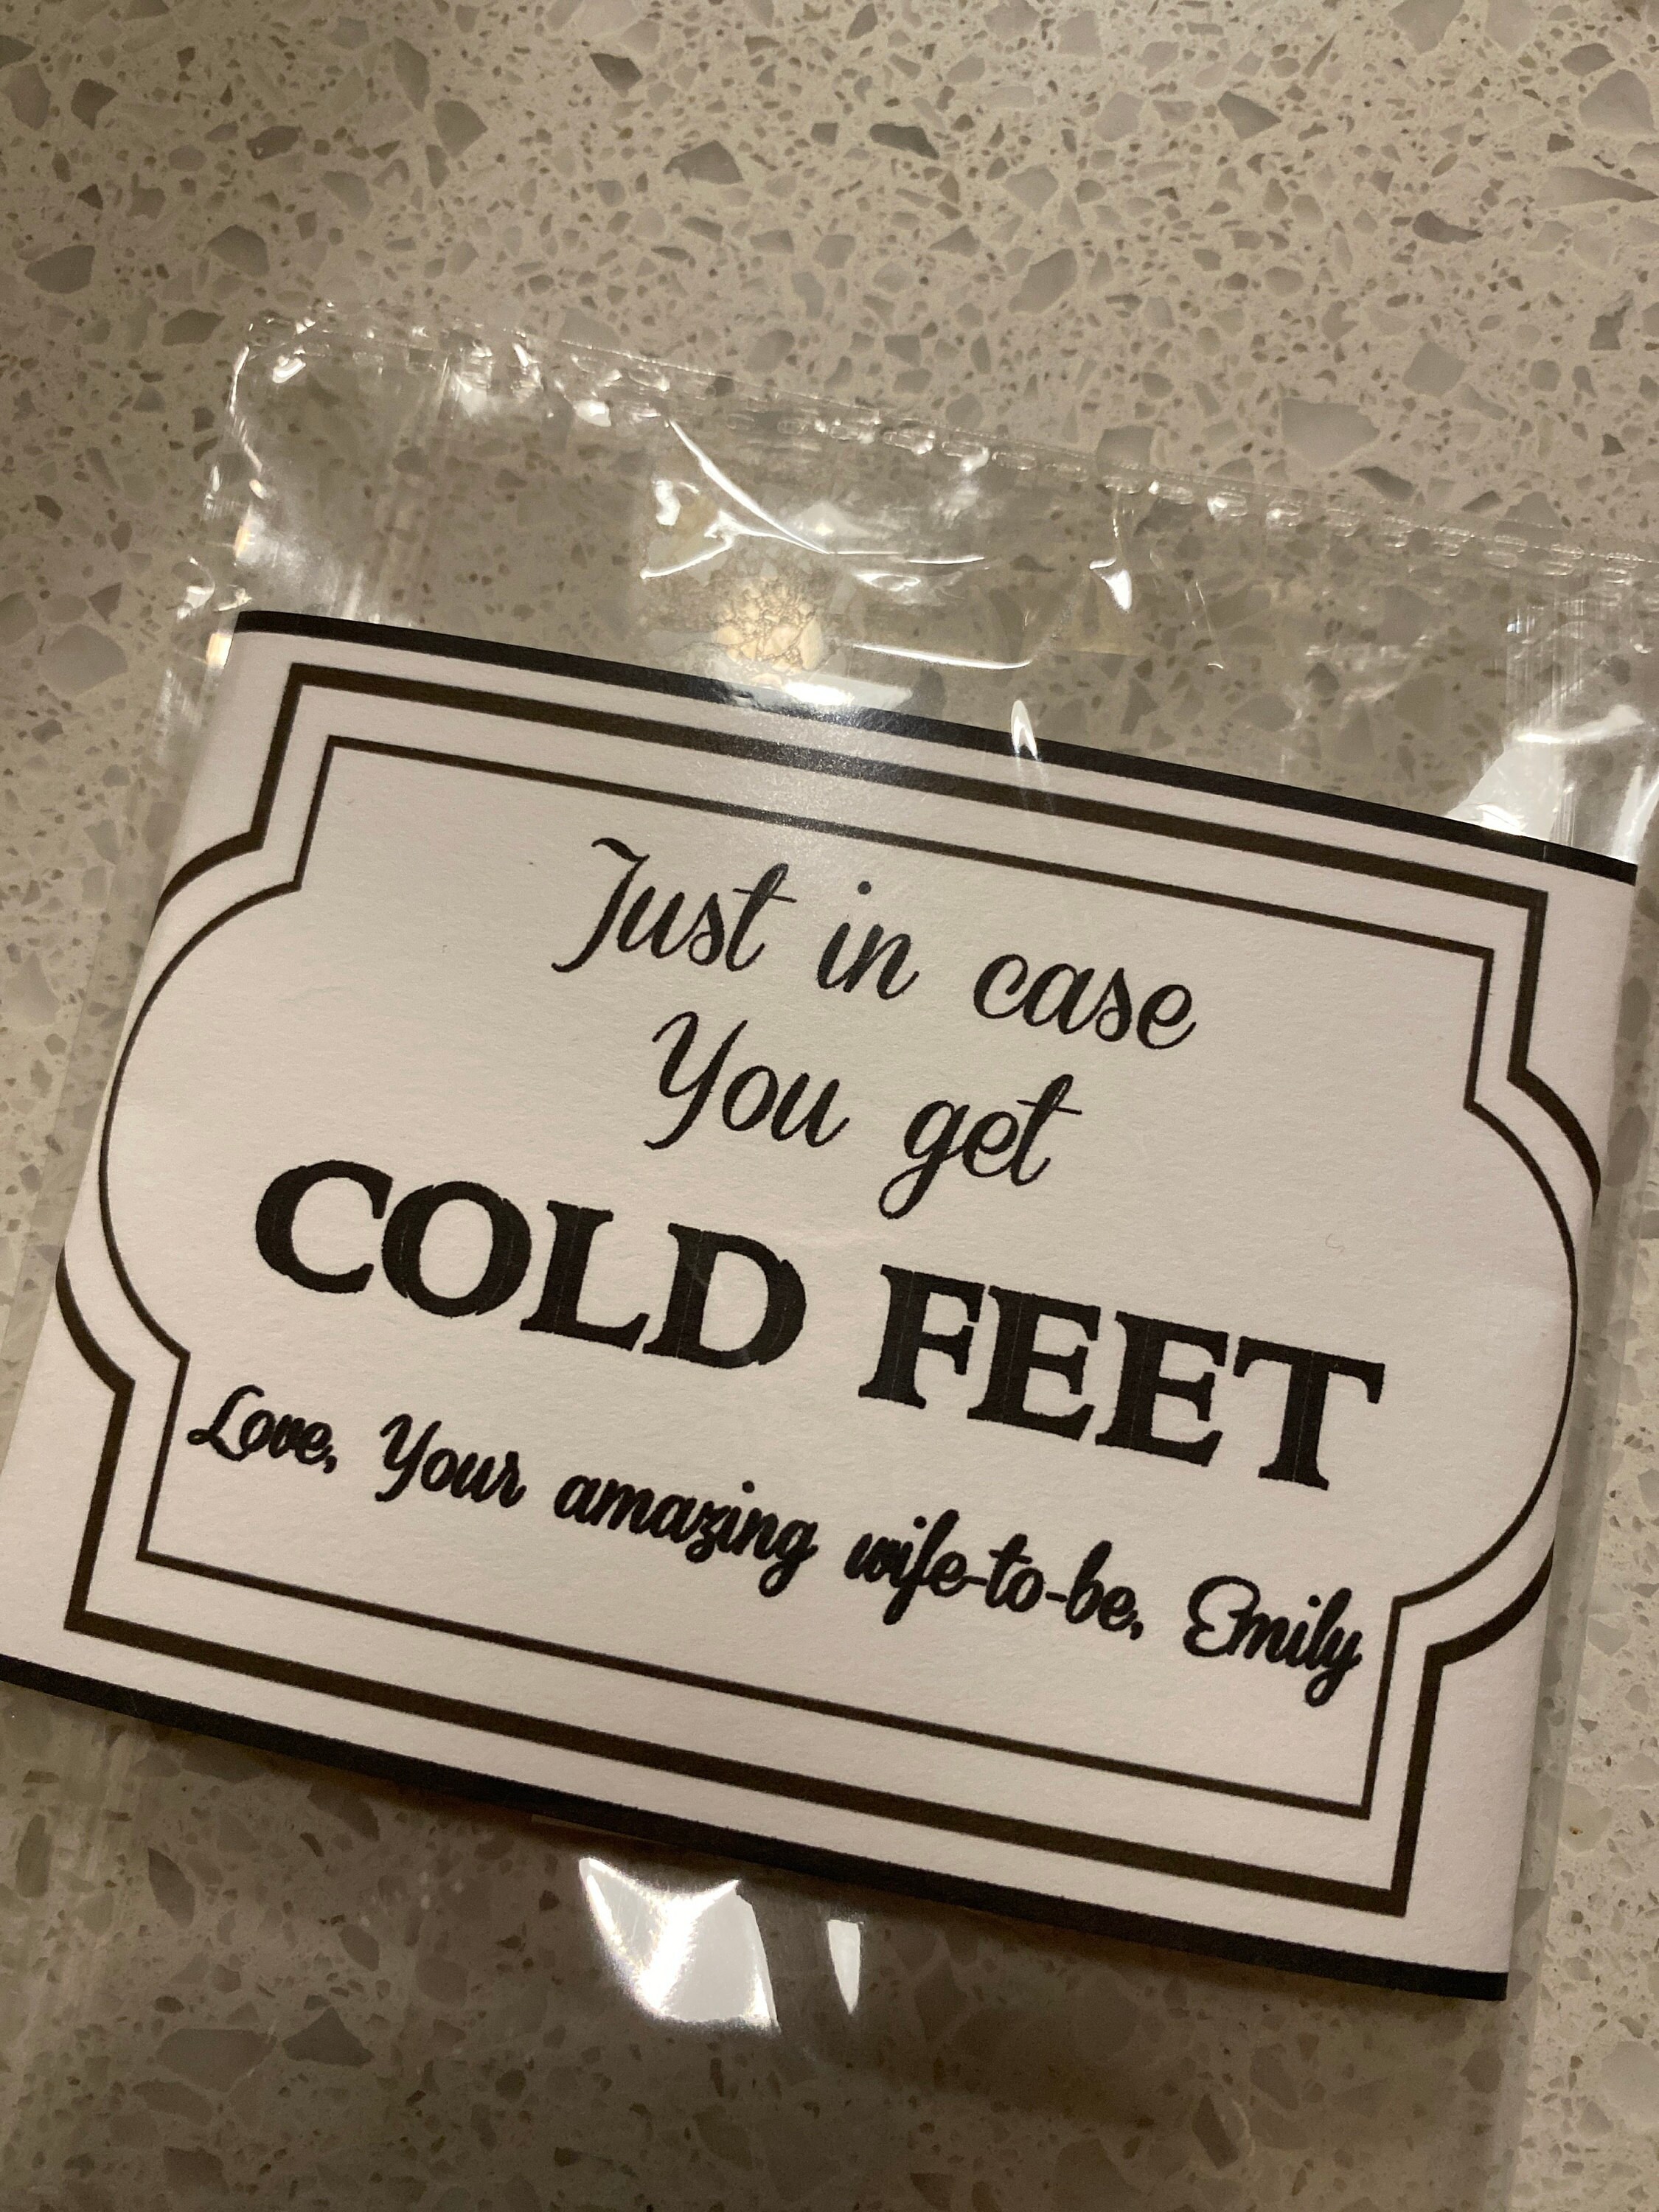 Just in case
You get
COLD FEET
Love, Your amazing wife-to-be, Emily